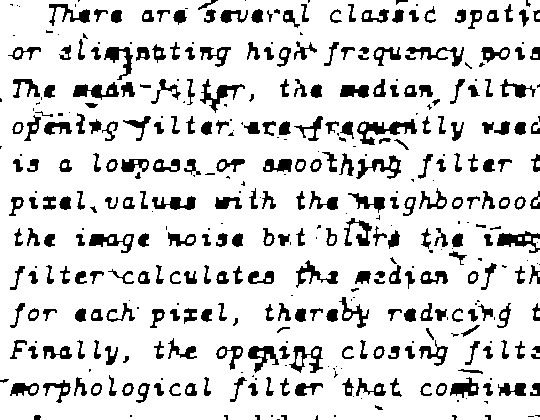 There are several classic spatia
or eliminating high frequency nois
The mean filter, the median filter
opening filter are frequently used
is a lowpass or smoothing filter t
pixel values with the neighborhood
the image noise but blurs the imag
filter calculates the median of th
for each pixel, thereby reducing t
Finally, the opening closing filte
morphological filter that combines